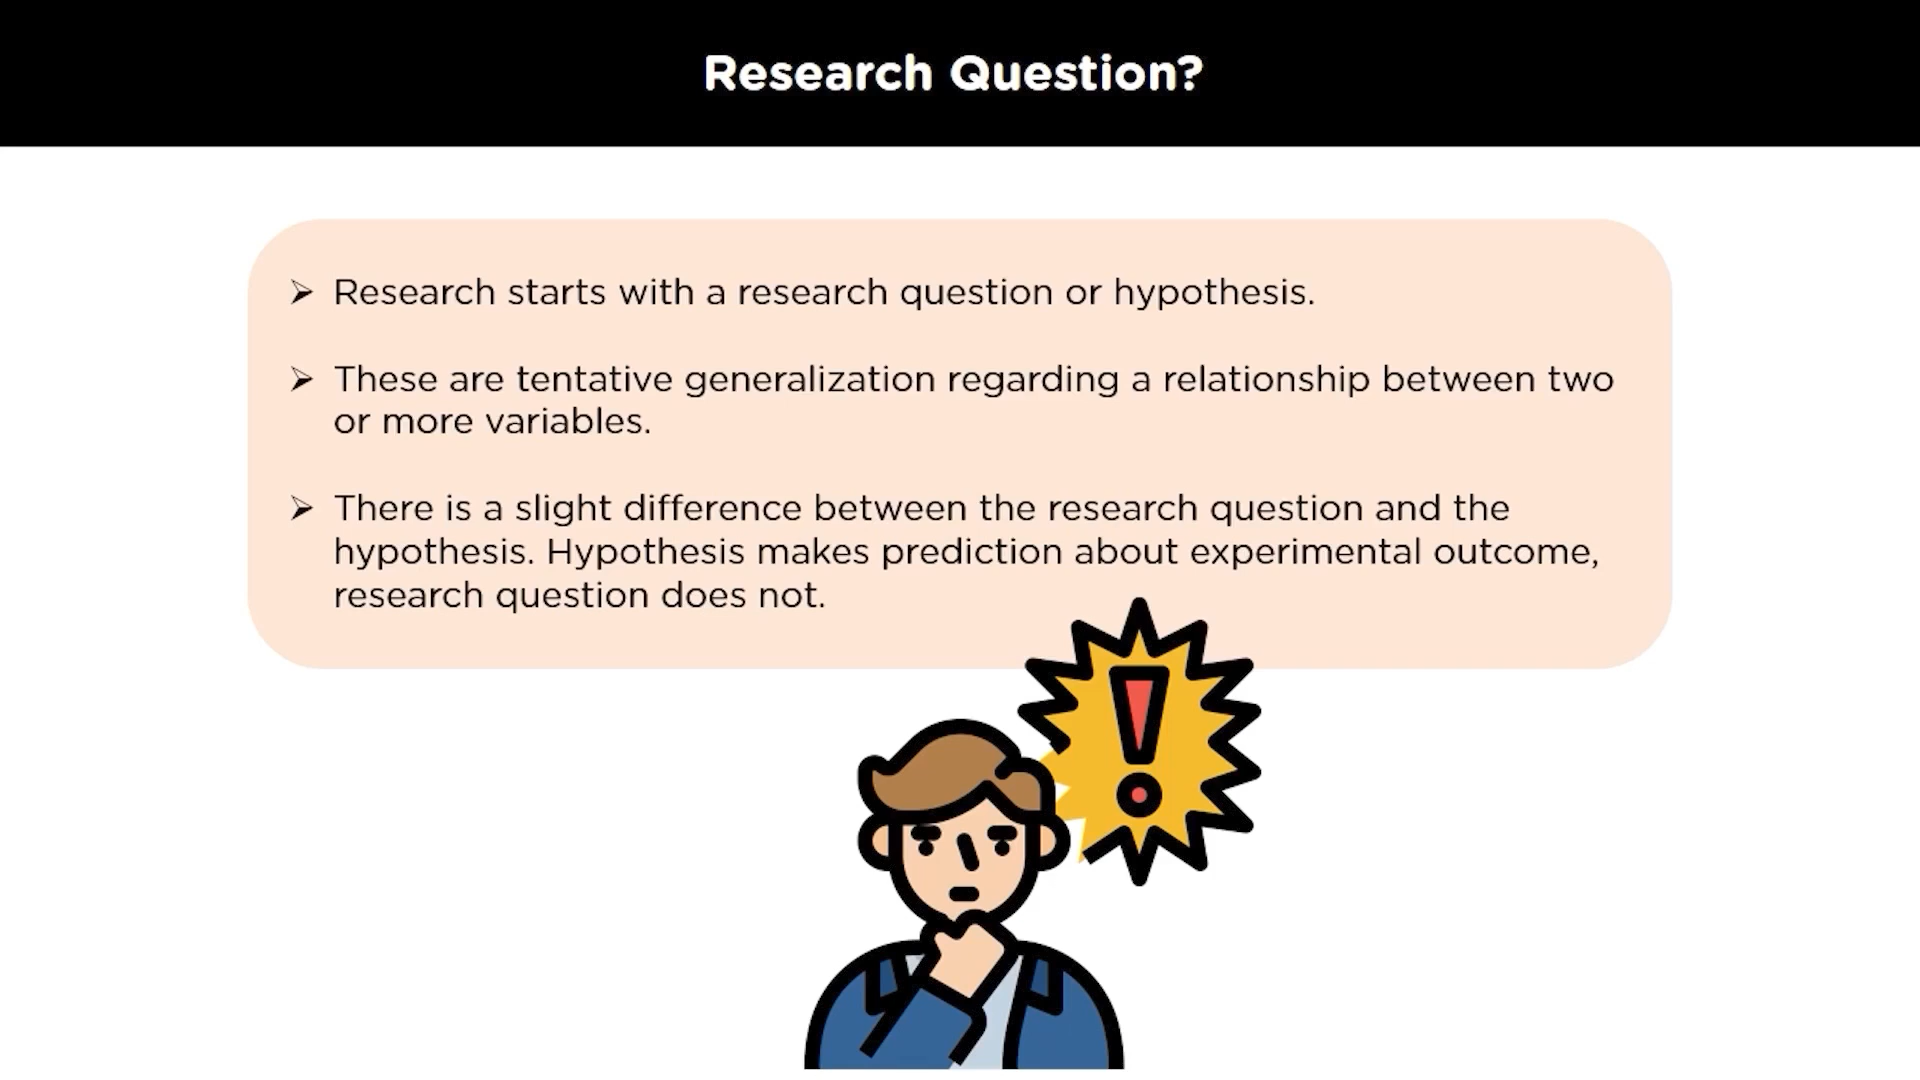 Research Question?
➢ Research starts with a research question or hypothesis.
➢ These are tentative generalization regarding a relationship between two
or more variables.
➢ There is a slight difference between the research question and the
hypothesis. Hypothesis makes prediction about experimental outcome,
research question does not.
!